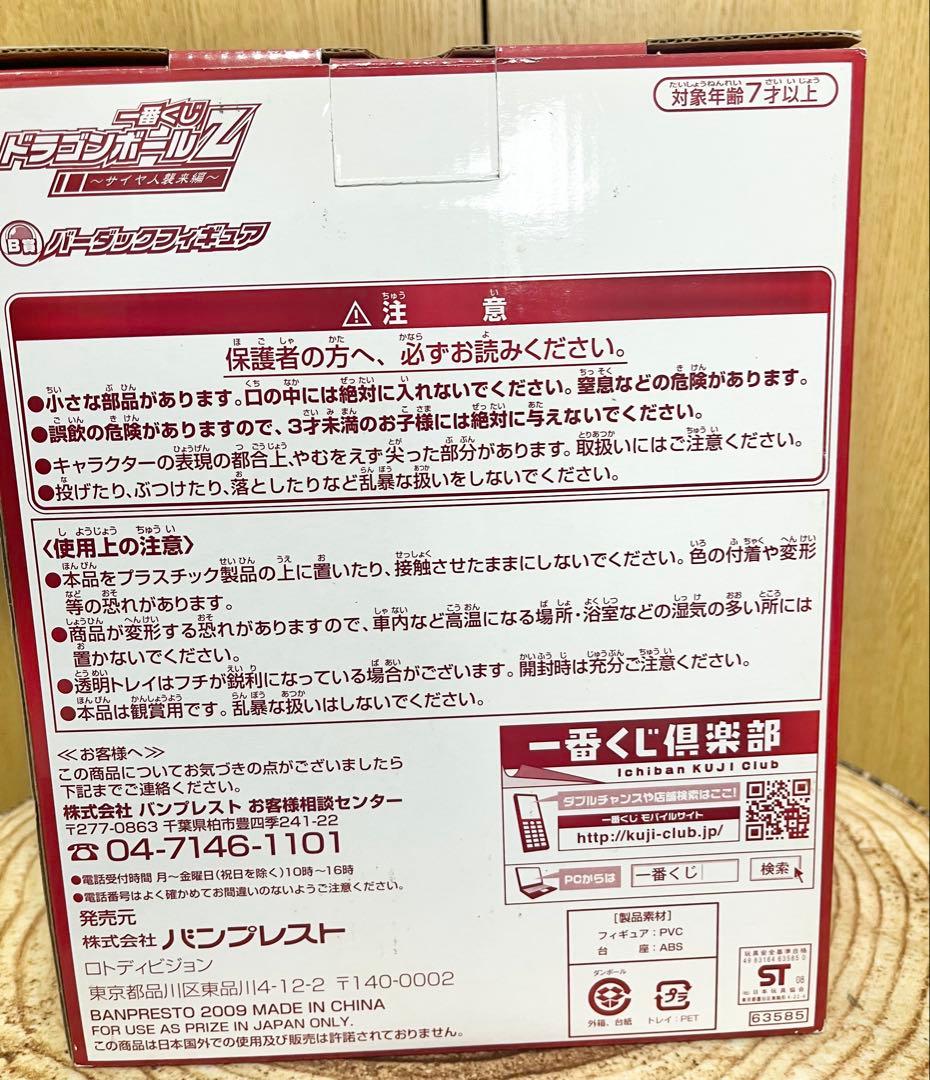 対象年齢7才以上
一番くじ
ドラゴンボールZ
～サイヤ人襲来編～
B賞 バーダックフィギュア
⚠注意
保護者の方へ、必ずお読みください。
●小さな部品があります。口の中には絶対に入れないでください。窒息などの危険があります。
●誤飲の危険がありますので、3才未満のお子様には絶対に与えないでください。
●キャラクターの表現の都合上、やむをえず尖った部分があります。取扱いにはご注意ください。
●投げたり、ぶつけたり、落としたりなど乱暴な扱いをしないでください。
〈使用上の注意〉
●本品をプラスチック製品の上に置いたり、接触させたままにしないでください。色の付着や変形
等の恐れがあります。
●商品が変形する恐れがありますので、車内など高温になる場所・浴室などの湿気の多い所には
置かないでください。
●透明トレイはフチが鋭利になっている場合がございます。開封時は充分ご注意ください。
●本品は観賞用です。乱暴な扱いはしないでください。
≪お客様へ≫
この商品についてお気づきの点がございましたら
下記までご連絡ください。
株式会社 バンプレスト お客様相談センター
〒277-0863 千葉県柏市豊四季241-22
☎04-7146-1101
●電話受付時間 月～金曜日(祝日を除く)10時～16時
●電話番号はよく確かめてお間違いのないようご注意ください。
発売元
株式会社 バンプレスト
ロトディビジョン
東京都品川区東品川4-12-2 〒140-0002
BANPRESTO 2009 MADE IN CHINA
FOR USE AS PRIZE IN JAPAN ONLY.
この商品は日本国外での使用及び販売は許諾されておりません。
一番くじ倶楽部
Ichiban KUJI Club
ダブルチャンスや店舗検索はここ!
一番くじ モバイルサイト
http://kuji-club.jp/
PCからは
一番くじ
検索
[製品素材]
フィギュア:PVC
台座:ABS
ダンボール
外箱、台紙
プラ
トレイ:PET
玩具安全基準合格
49 83164 63585 0
ST
08
(社)日本玩具協会
63585